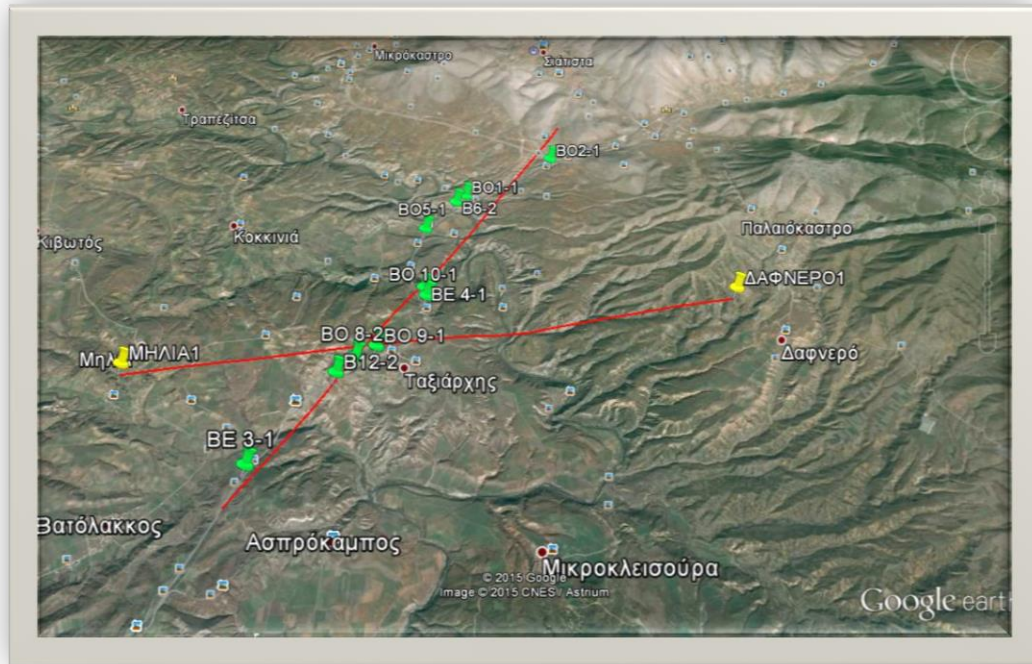 Μικρόκαστρο
Σιάτιστα
Τραπεζίτσα
BO2-1
BO1-1
B6-2
BO5-1
Κιβωτός
Κοκκινιά
Παλαιόκαστρο
BO 10-1
BE 4-1
ΔΑΦΝΕΡΟ1
BO 8-2
BO 9-1
ΜΗΛΙΑ1
B12-2
Δαφνερό
Ταξιάρχης
BE 3-1
Βατόλακκος
Ασπρόκαμπος
Μικροκλεισούρα
© 2015 Google
Image © 2015 CNES / Astrium
Google earth